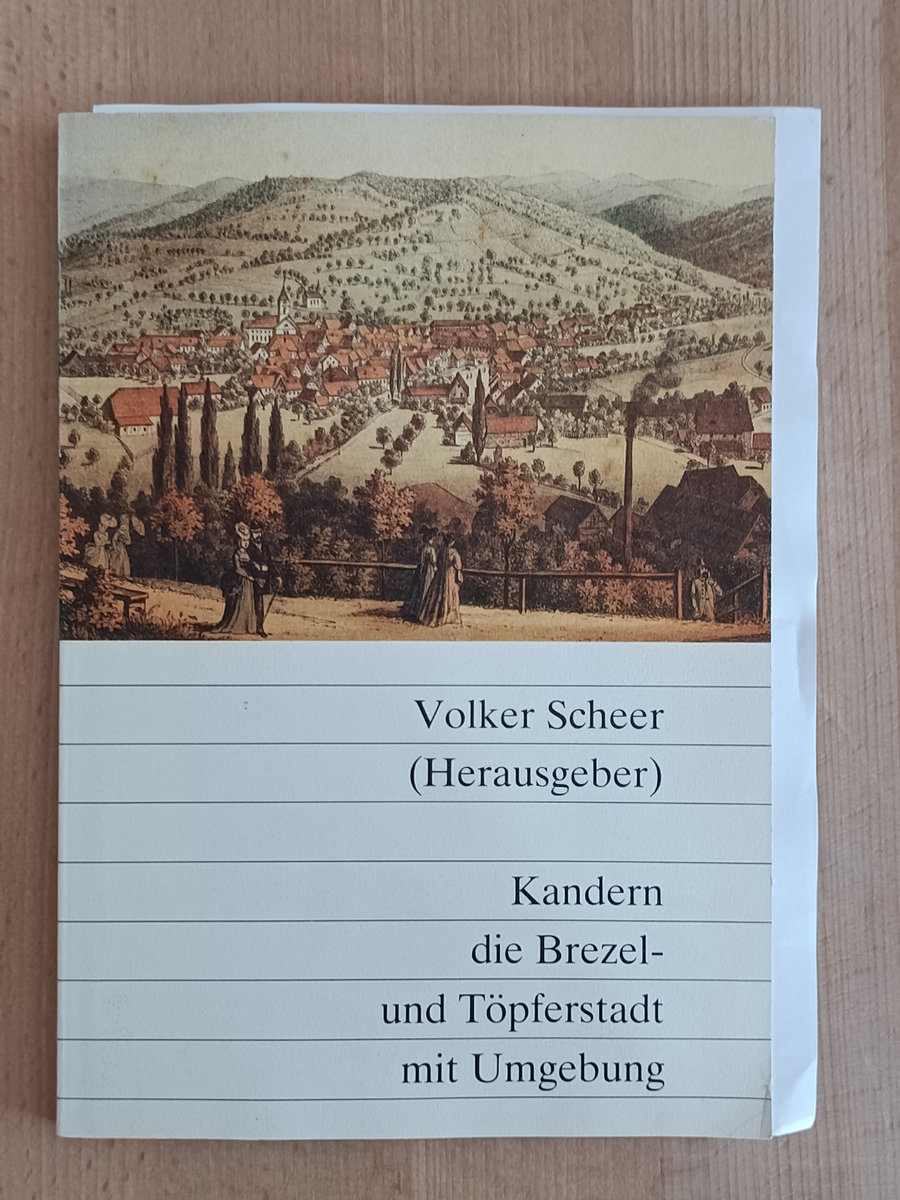 Volker Scheer
(Herausgeber)
Kandern
die Brezel-
und Töpferstadt
mit Umgebung